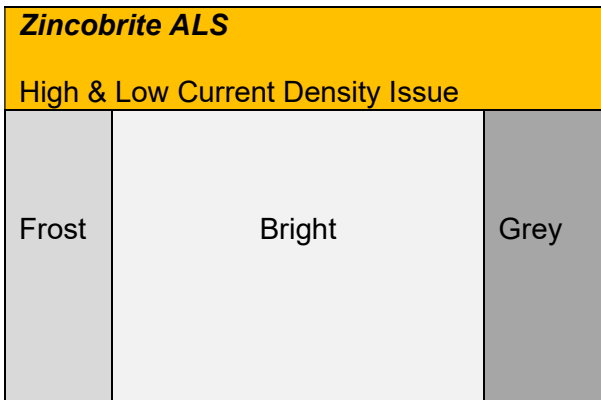 Zincobrite ALS
High & Low Current Density Issue
Frost
Bright
Grey